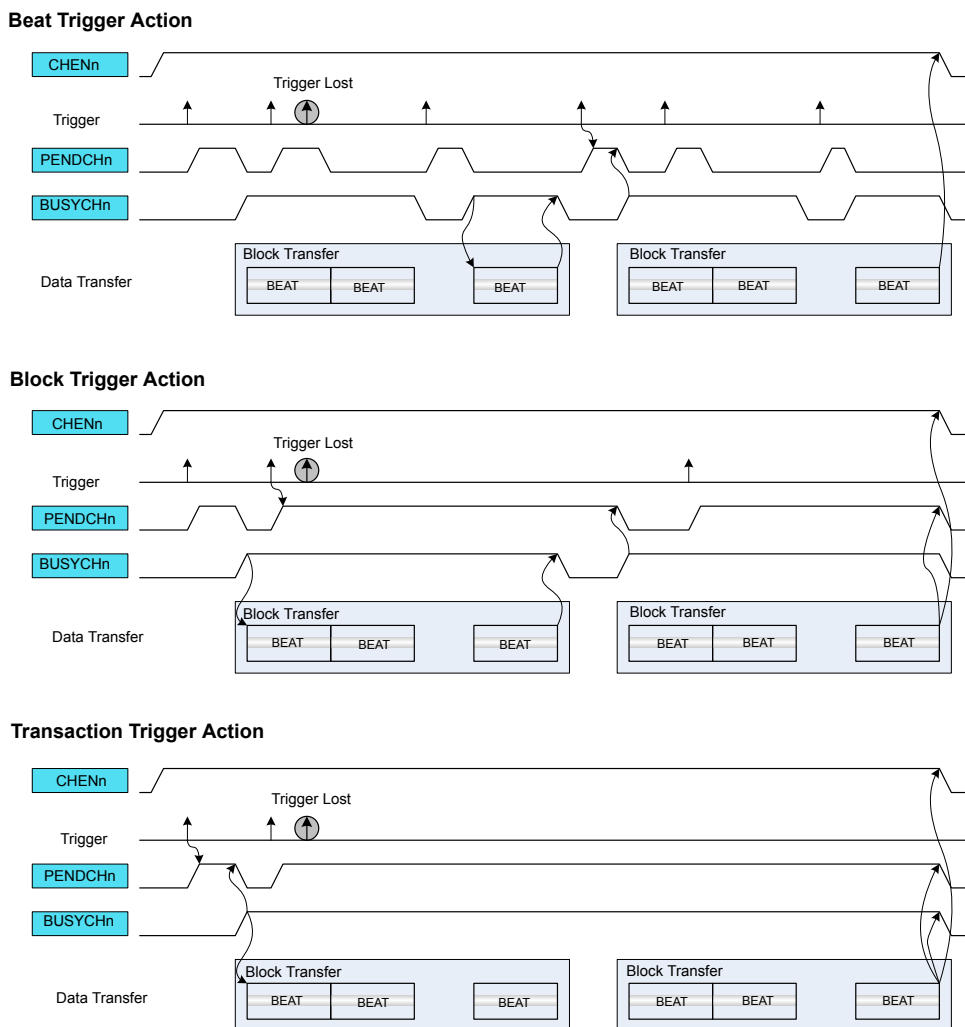 Beat Trigger Action
CHENn
Trigger Lost
Trigger
PENDCHn
BUSYCHn
Block Transfer
Block Transfer
Data Transfer
BEAT
BEAT
BEAT
BEAT
BEAT
BEAT
Block Trigger Action
CHENn
Trigger Lost
Trigger
PENDCHn
BUSYCHn
Block Transfer
Block Transfer
Data Transfer
BEAT
BEAT
BEAT
BEAT
BEAT
BEAT
Transaction Trigger Action
CHENn
Trigger Lost
Trigger
PENDCHn
BUSYCHn
Block Transfer
Block Transfer
Data Transfer
BEAT
BEAT
BEAT
BEAT
BEAT
BEAT